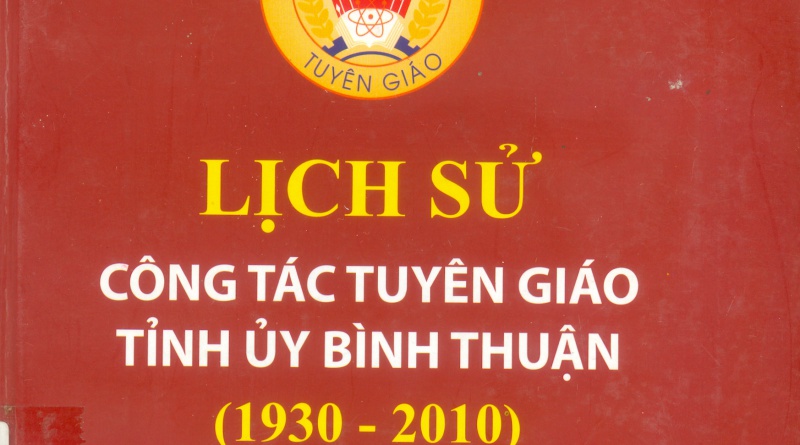 TUYÊN GIÁO
LỊCH SỬ
CÔNG TÁC TUYÊN GIÁO
TỈNH ỦY BÌNH THUẬN
(1930 - 2010)